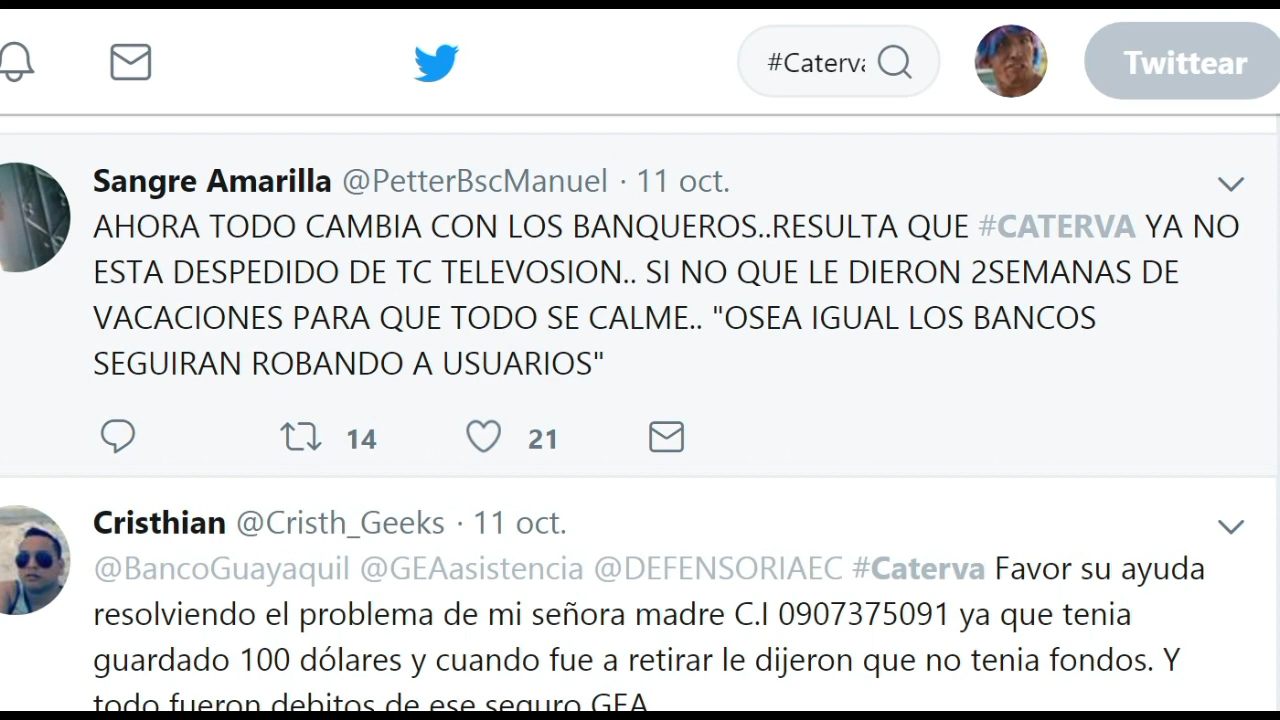 #Caterva
Twittear
Sangre Amarilla @PetterBscManuel · 11 oct.
AHORA TODO CAMBIA CON LOS BANQUEROS..RESULTA QUE #CATERVA YA NO
ESTA DESPEDIDO DE TC TELEVOSION.. SI NO QUE LE DIERON 2SEMANAS DE
VACACIONES PARA QUE TODO SE CALME.. "OSEA IGUAL LOS BANCOS
SEGUIRAN ROBANDO A USUARIOS"
14 21
Cristhian @Cristh_Geeks · 11 oct.
@BancoGuayaquil @GEAasistencia @DEFENSORIAEC #Caterva Favor su ayuda
resolviendo el problema de mi señora madre C.I 0907375091 ya que tenia
guardado 100 dólares y cuando fue a retirar le dijeron que no tenia fondos. Y
todo fueron debitos de ese seguro GEA